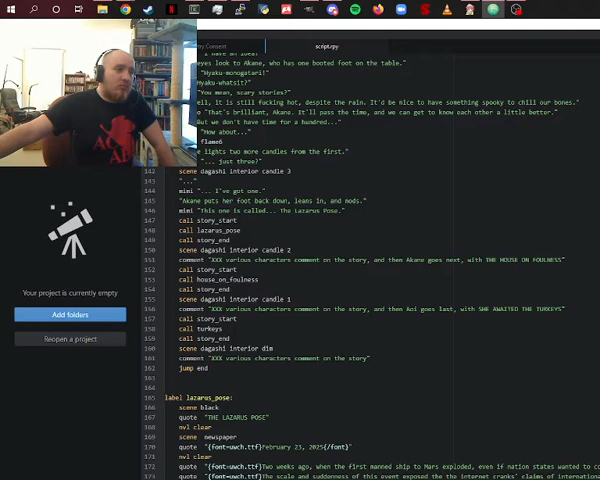 ry Consent
script.rpy
I have an idea!
eyes look to Akane, who has one booted foot on the table."
"Hyaku-monogatari!"
"Hyaku-whatsit?"
"You mean, scary stories?"
ell, it is still fucking hot, despite the rain. It'd be nice to have something spooky to chill our bones."
o "That's brilliant, Akane. It'll pass the time, and we can get to know each other a little better."
"But we don't have time for a hundred..."
"How about...
flame6
e lights two more candles from the first."
"... just three?"
142 scene dagashi interior candle 3
143 "..."
144 mimi "... I've got one."
145 "Akane puts her foot back down, leans in, and nods."
146 mimi "This one is called... The Lazarus Pose."
147 call story_start
148 call lazarus_pose
149 call story_end
150 scene dagashi interior candle 2
151 comment "XXX various characters comment on the story, and then Akane goes next, with THE HOUSE ON FOULNESS"
152 call story_start
153 call house_on_foulness
154 call story_end
155 scene dagashi interior candle 1
156 comment "XXX various characters comment on the story, and then Aoi goes last, with SHE AWAITED THE TURKEYS"
157 call story_start
158 call turkeys
159 call story_end
160 scene dagashi interior dim
161 comment "XXX various characters comment on the story"
162 jump end
163
164
165 label lazarus_pose:
166 scene black
167 quote "THE LAZARUS POSE"
168 nvl clear
169 scene newspaper
170 quote "{font=uwch.ttf}February 23, 2025{/font}"
171 nvl clear
172 quote "{font=uwch.ttf}Two weeks ago, when the first manned ship to Mars exploded, even if nation states wanted to co
173 quote "{font=uwch.ttf}The scale and suddenness of this event exposed the the internet cranks' claims of internationa
Your project is currently empty
Add folders
Reopen a project